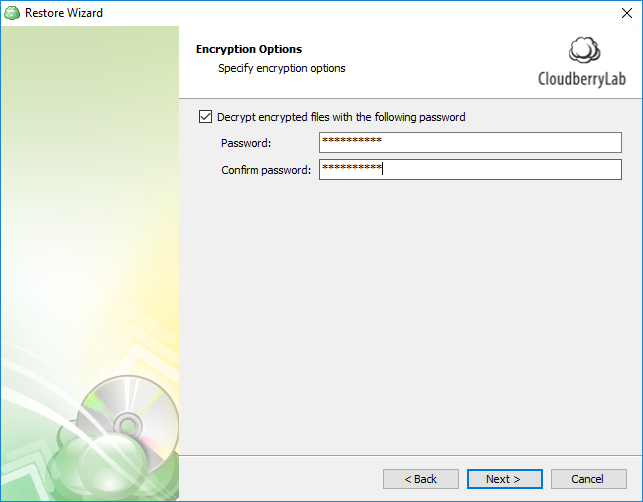 Restore Wizard
Encryption Options
Specify encryption options
CloudberryLab
Decrypt encrypted files with the following password
Password: **********
Confirm password: **********
< Back Next > Cancel